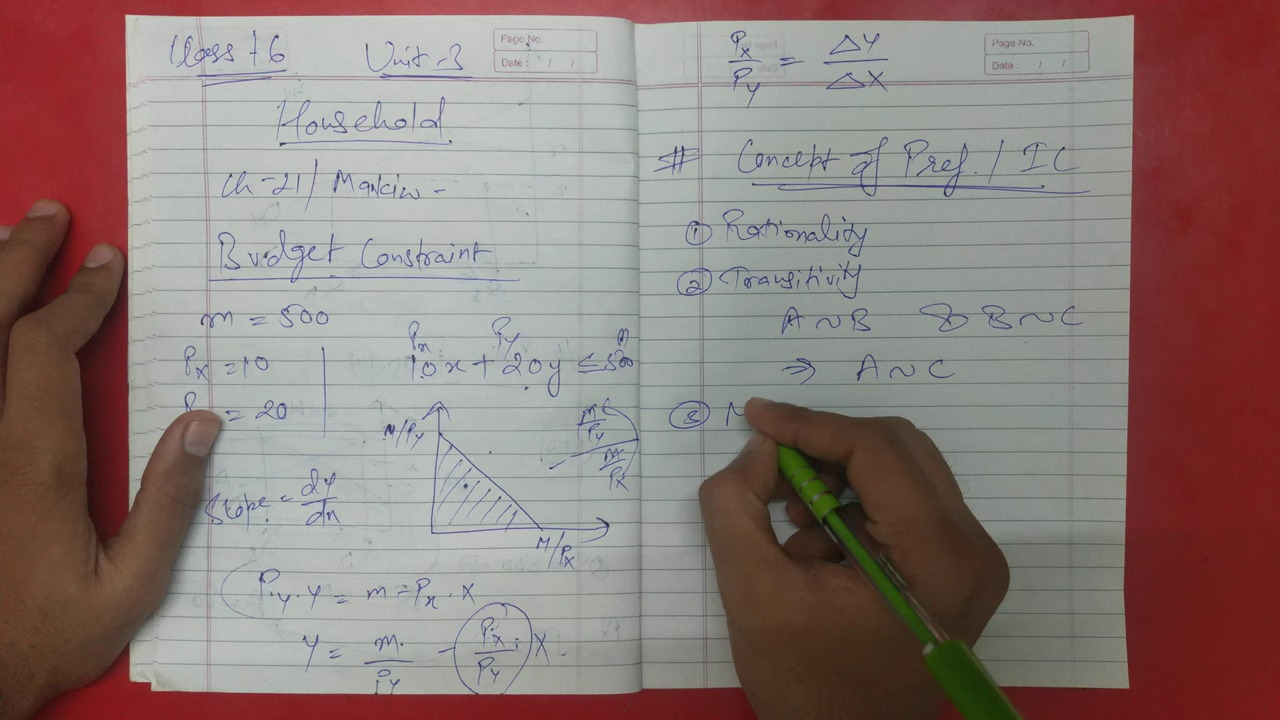 Class +6
Unit-3
Page No.
Date : / /
Household
Ch-21/ Mankiw -
Budget Constraint
m = 500
Px = 10
= 20
Px Py M
10x + 20y ≤ 500
M/Py
M/Px
M/Py
M/Px
Slope = dy/dx
Py.Y = m = Px.X
Y = m/Py - Px/Py . X
Px/Py = ΔY/ΔX
Page No.
Date : / /
# Concept of Pref. / IC
① Rationality
② Transitivity
A~B & B~C
⇒ A~C
③